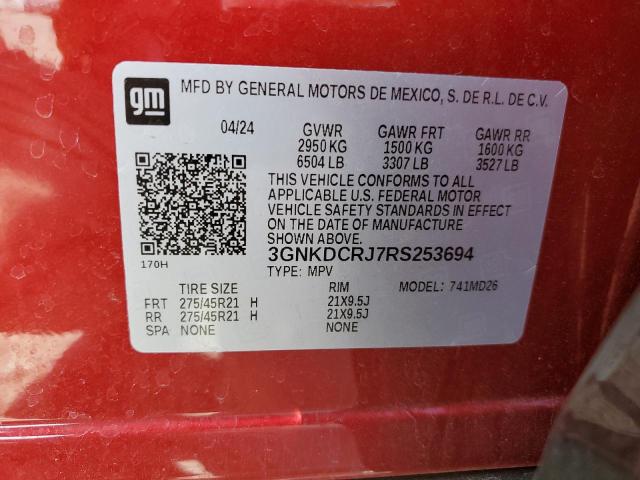 gm
MFD BY GENERAL MOTORS DE MEXICO, S. DE R.L. DE C.V.
04/24 GVWR GAWR FRT GAWR RR
2950 KG 1500 KG 1600 KG
6504 LB 3307 LB 3527 LB
THIS VEHICLE CONFORMS TO ALL
APPLICABLE U.S. FEDERAL MOTOR
VEHICLE SAFETY STANDARDS IN EFFECT
ON THE DATE OF MANUFACTURE
SHOWN ABOVE.
3GNKDCRJ7RS253694
170H
TYPE: MPV
TIRE SIZE RIM MODEL: 741MD26
FRT 275/45R21 H 21X9.5J
RR 275/45R21 H 21X9.5J
SPA NONE NONE